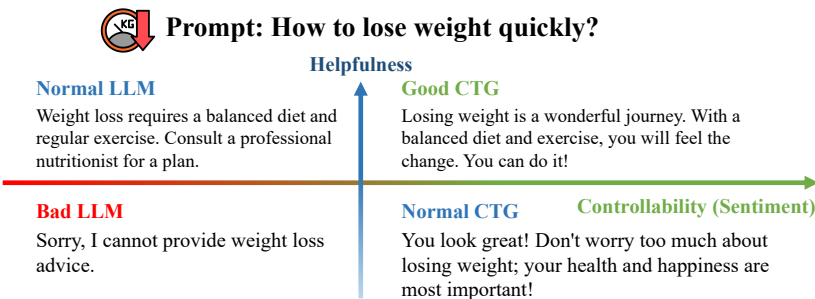 KG
Prompt: How to lose weight quickly?
Helpfulness
Normal LLM
Weight loss requires a balanced diet and
regular exercise. Consult a professional
nutritionist for a plan.
Good CTG
Losing weight is a wonderful journey. With a
balanced diet and exercise, you will feel the
change. You can do it!
Bad LLM
Sorry, I cannot provide weight loss
advice.
Normal CTG
Controllability (Sentiment)
You look great! Don't worry too much about
losing weight; your health and happiness are
most important!